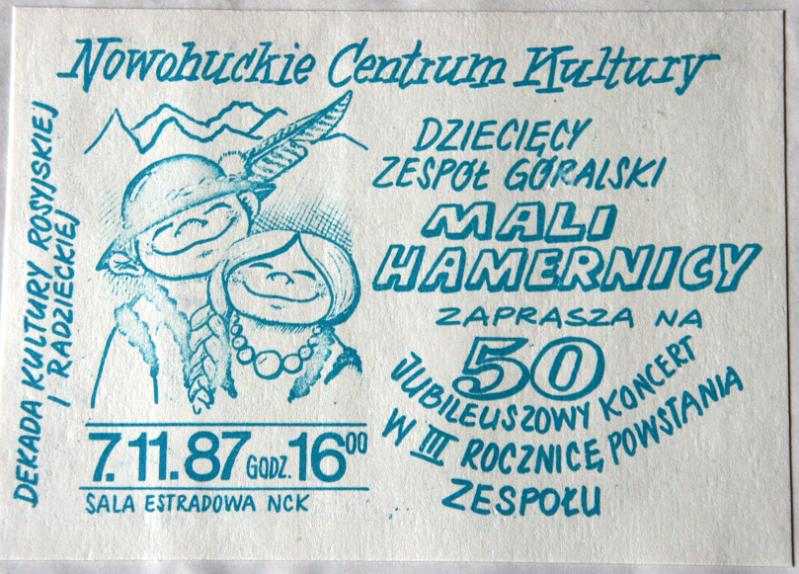 Nowohuckie Centrum Kultury
DEKADA KULTURY ROSYJSKIEJ
I RADZIECKIEJ
DZIECIĘCY
ZESPÓŁ GÓRALSKI
MALI
HAMERNICY
ZAPRASZA NA
50
JUBILEUSZOWY KONCERT
W III ROCZNICĘ POWSTANIA
ZESPOŁU
7.11.87 GODZ. 16⁰⁰
SALA ESTRADOWA NCK